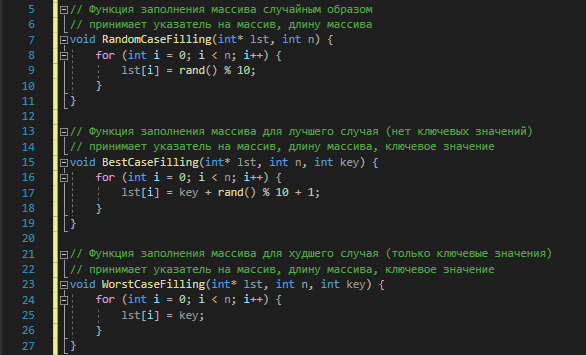 5 // Функция заполнения массива случайным образом
6 // принимает указатель на массив, длину массива
7 void RandomCaseFilling(int* lst, int n) {
8 for (int i = 0; i < n; i++) {
9 lst[i] = rand() % 10;
10 }
11 }
12
13 // Функция заполнения массива для лучшего случая (нет ключевых значений)
14 // принимает указатель на массив, длину массива, ключевое значение
15 void BestCaseFilling(int* lst, int n, int key) {
16 for (int i = 0; i < n; i++) {
17 lst[i] = key + rand() % 10 + 1;
18 }
19 }
20
21 // Функция заполнения массива для худшего случая (только ключевые значения)
22 // принимает указатель на массив, длину массива, ключевое значение
23 void WorstCaseFilling(int* lst, int n, int key) {
24 for (int i = 0; i < n; i++) {
25 lst[i] = key;
26 }
27 }